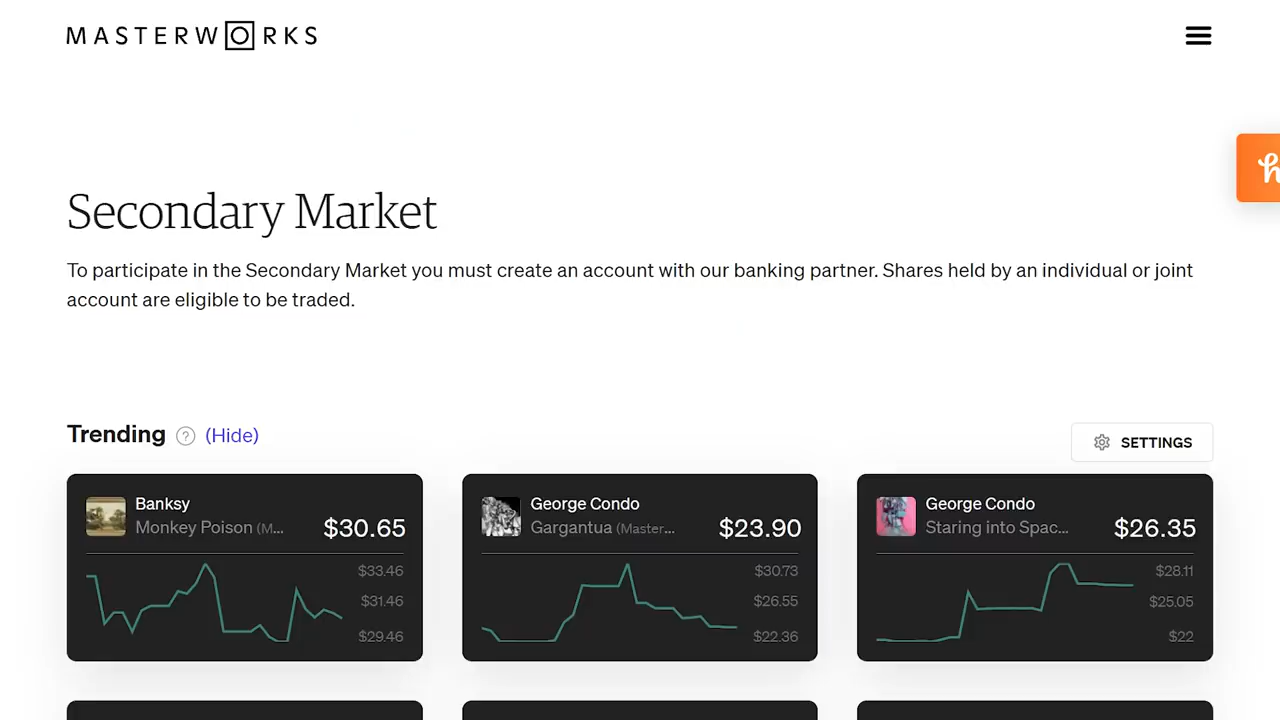 MASTERWORKS
Secondary Market
To participate in the Secondary Market you must create an account with our banking partner. Shares held by an individual or joint
account are eligible to be traded.
Trending ? (Hide)
SETTINGS
Banksy
Monkey Poison (M...
$30.65
$33.46
$31.46
$29.46
George Condo
Gargantua (Master...
$23.90
$30.73
$26.55
$22.36
George Condo
Staring into Spac...
$26.35
$28.11
$25.05
$22